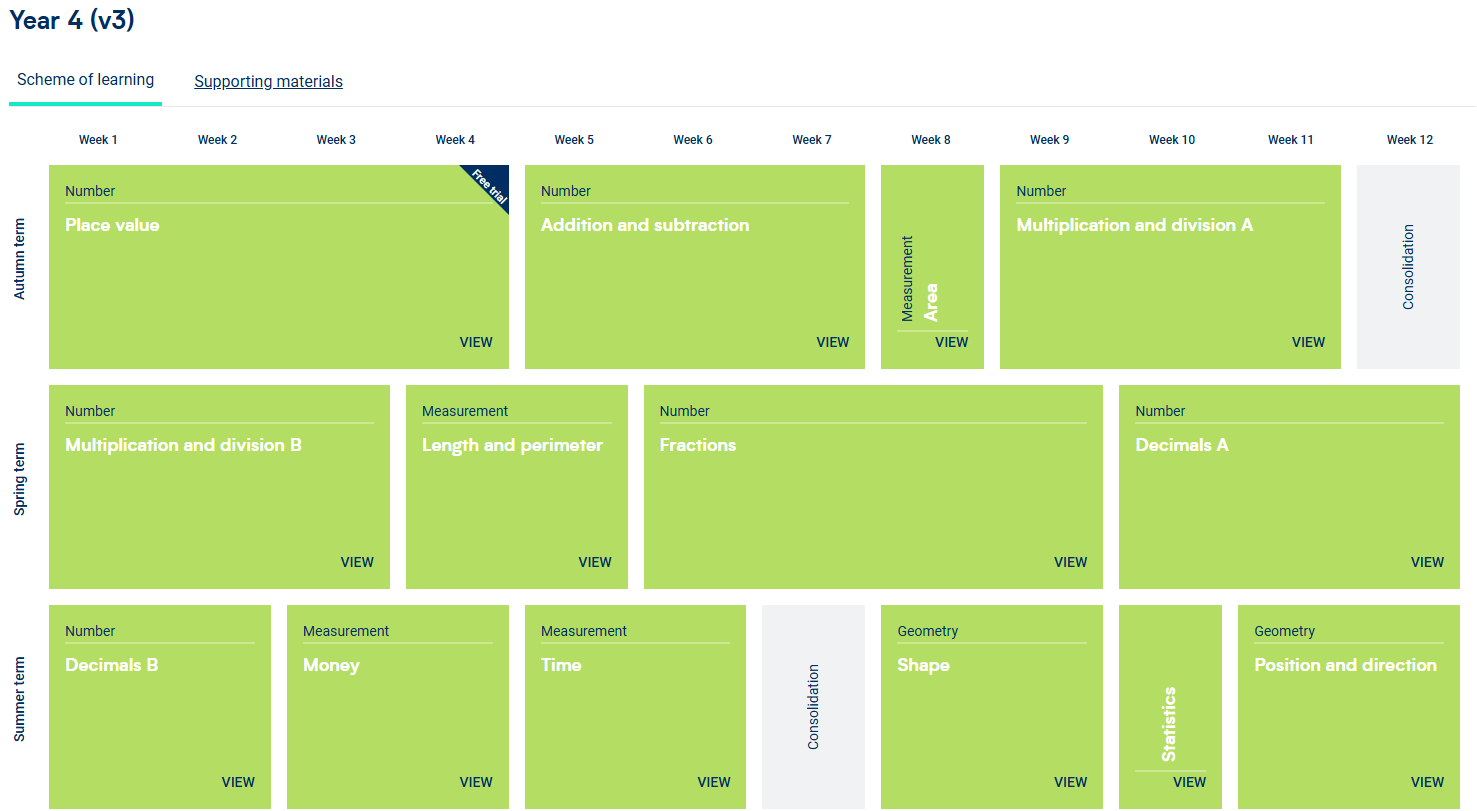 Year 4 (v3)
Scheme of learning Supporting materials
Week 1 Week 2 Week 3 Week 4 Week 5 Week 6 Week 7 Week 8 Week 9 Week 10 Week 11 Week 12
Autumn term
Number
Place value
Free trial
VIEW
Number
Addition and subtraction
VIEW
Measurement
Area
VIEW
Number
Multiplication and division A
VIEW
Consolidation
Spring term
Number
Multiplication and division B
VIEW
Measurement
Length and perimeter
VIEW
Number
Fractions
VIEW
Number
Decimals A
VIEW
Summer term
Number
Decimals B
VIEW
Measurement
Money
VIEW
Measurement
Time
VIEW
Consolidation
Geometry
Shape
VIEW
Statistics
VIEW
Geometry
Position and direction
VIEW